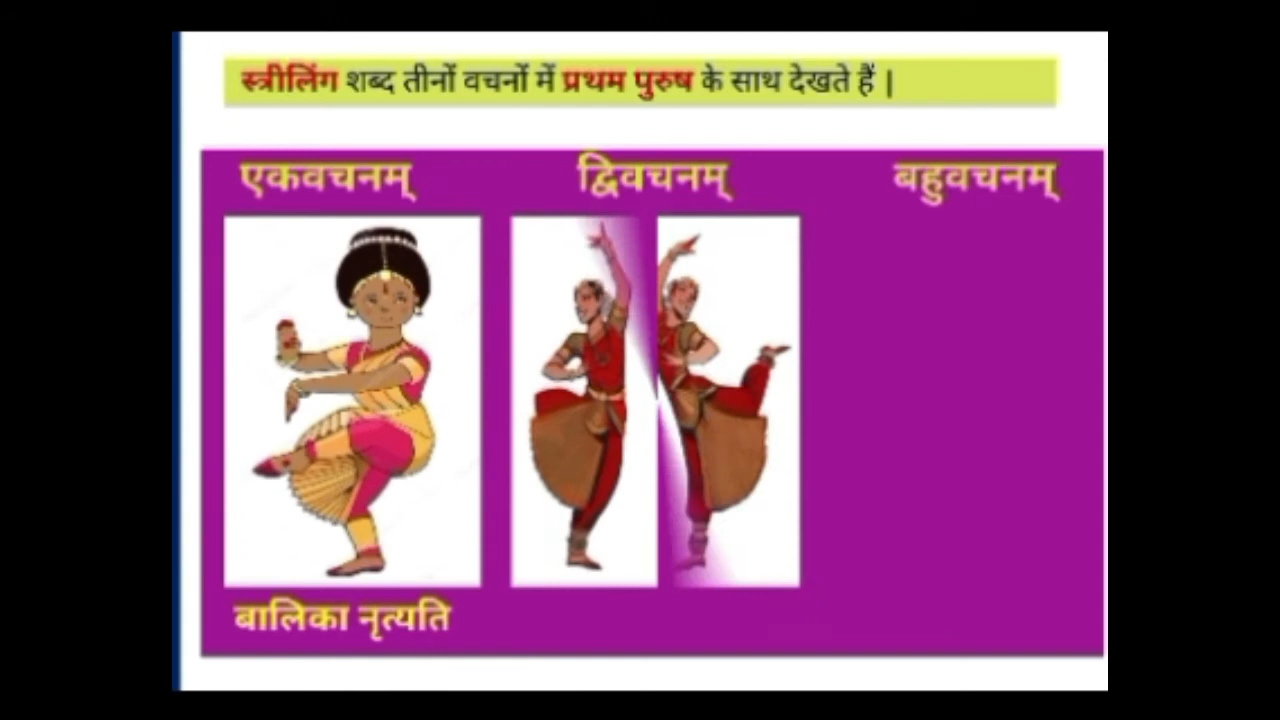 स्त्रीलिंग शब्द तीनों वचनों में प्रथम पुरुष के साथ देखते हैं |
एकवचनम् द्विवचनम् बहुवचनम्
बालिका नृत्यति